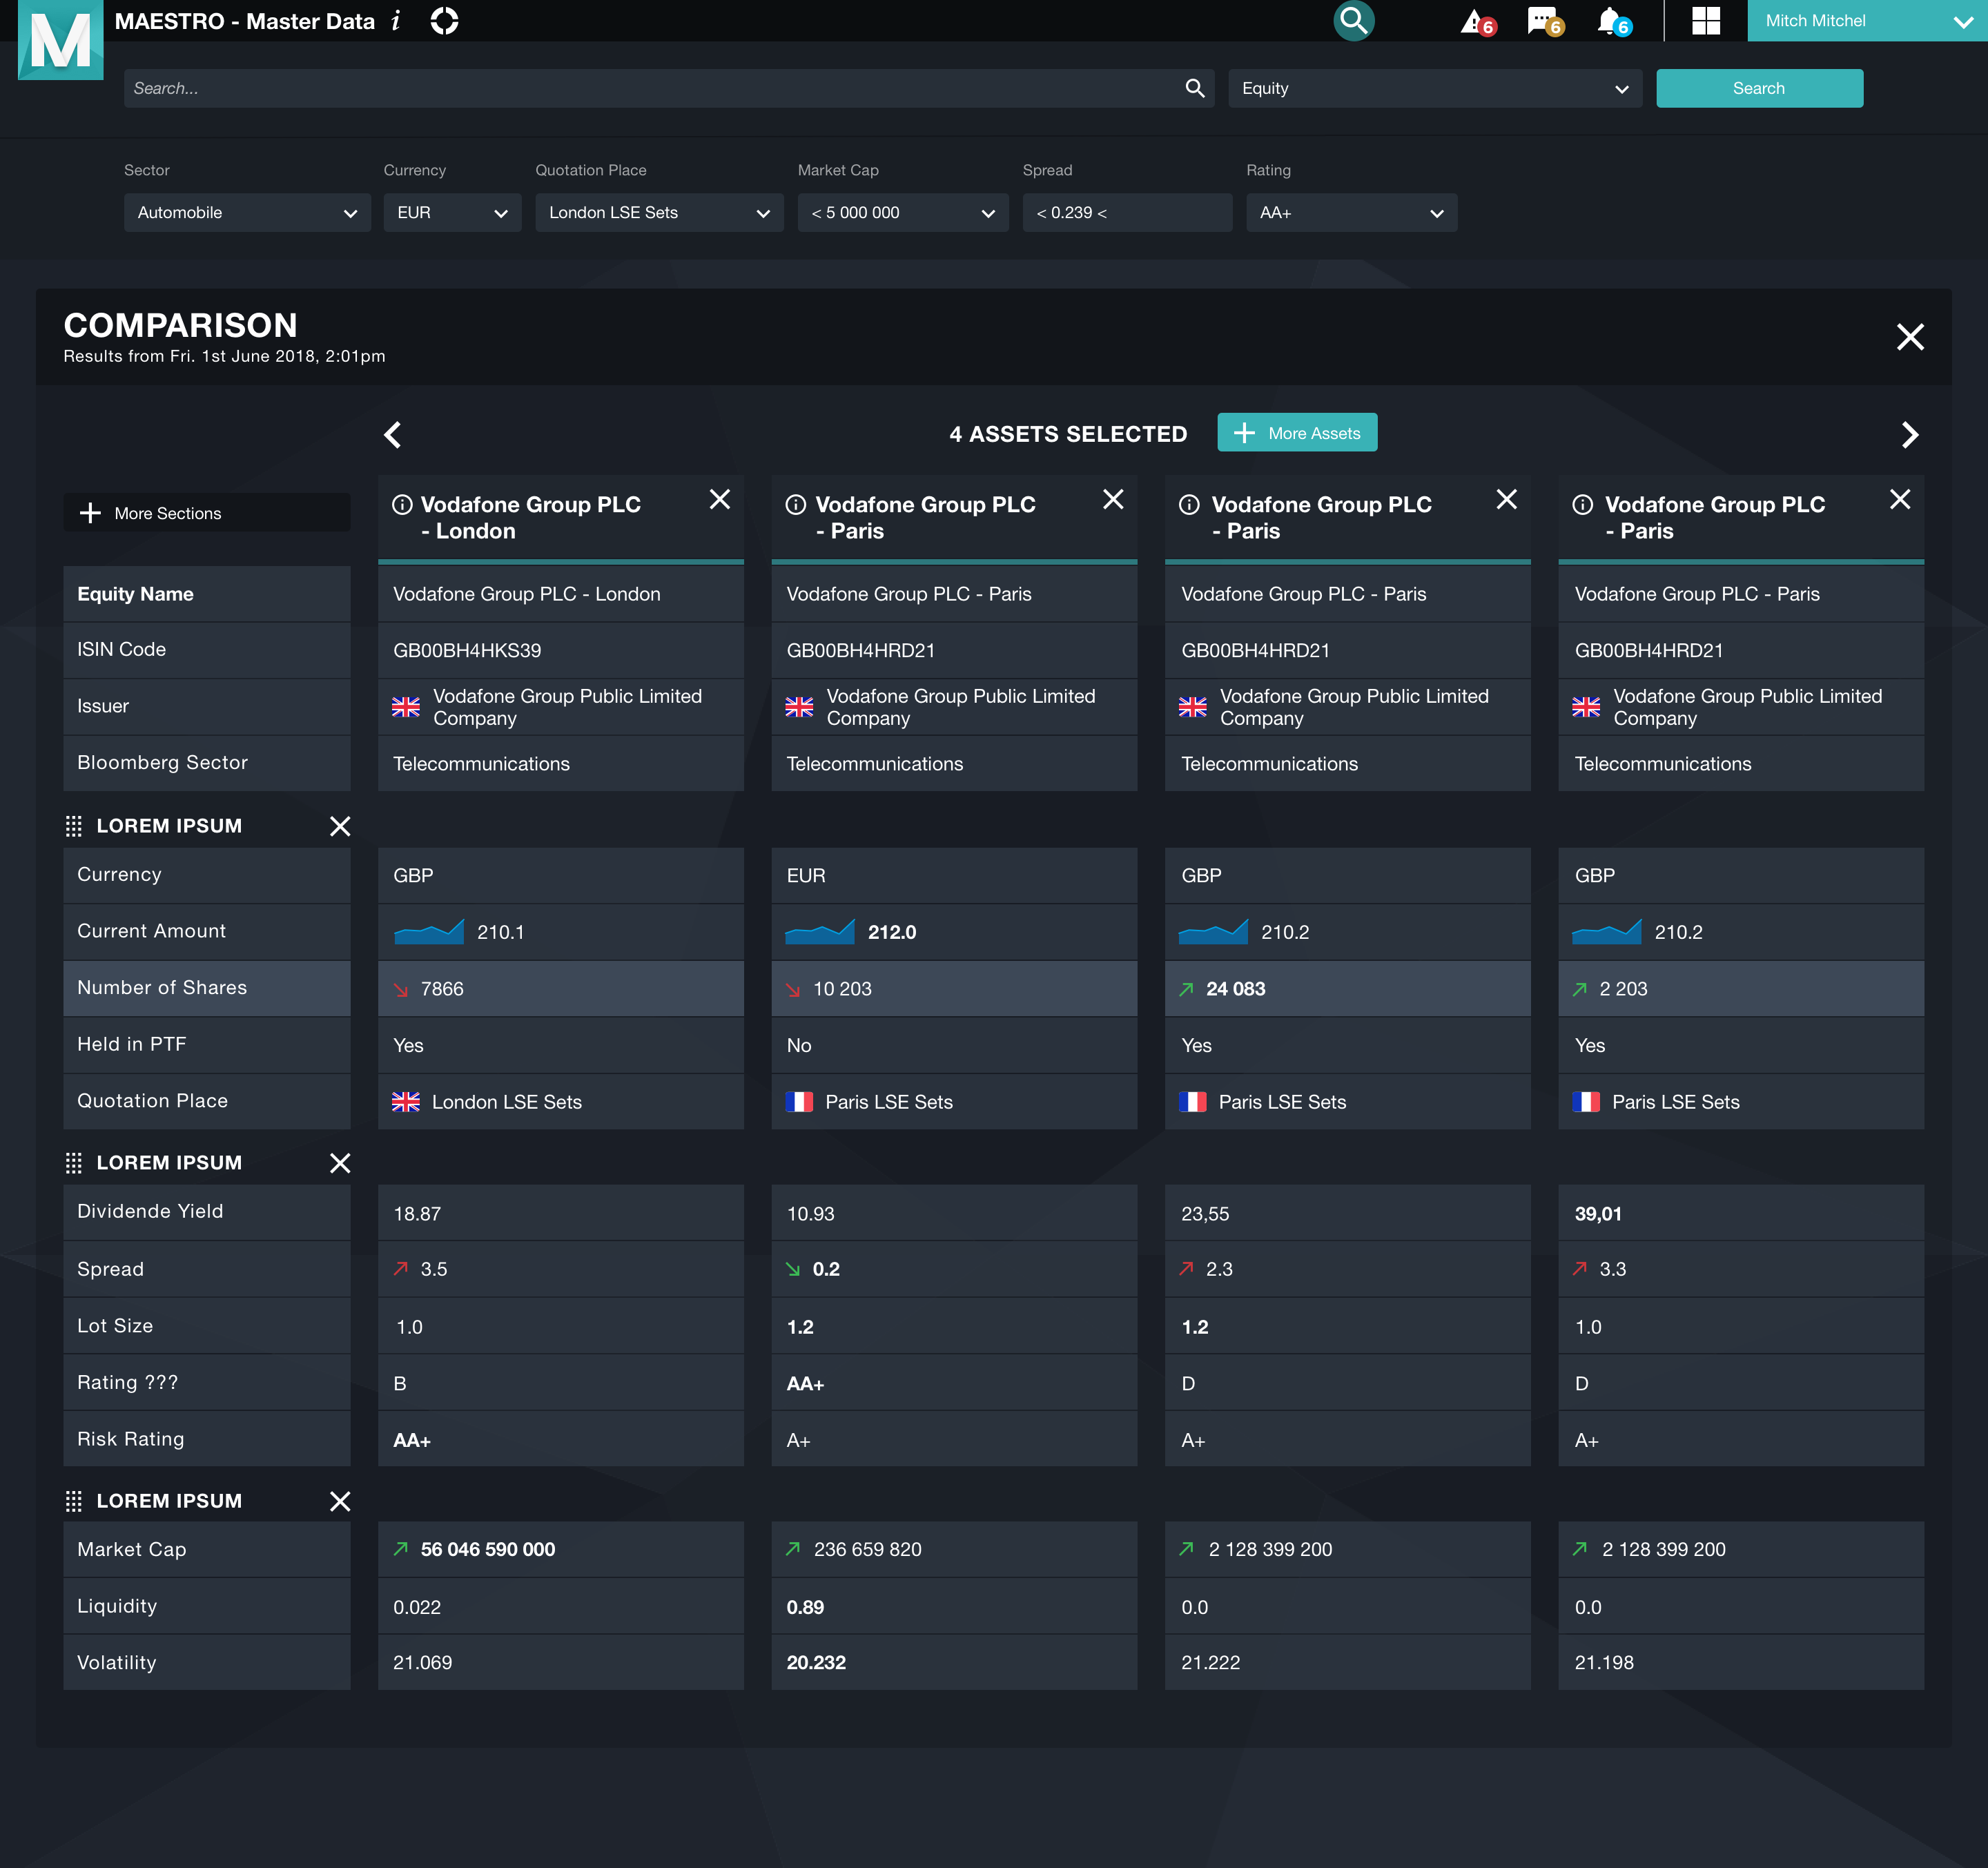 M
MAESTRO - Master Data i
6
6
6
Mitch Mitchel
Search...
Equity
Search
Sector
Currency
Quotation Place
Market Cap
Spread
Rating
Automobile
EUR
London LSE Sets
< 5 000 000
< 0.239 <
AA+
COMPARISON
Results from Fri. 1st June 2018, 2:01pm
4 ASSETS SELECTED
More Assets
More Sections
Vodafone Group PLC
- London
Vodafone Group PLC
- Paris
Vodafone Group PLC
- Paris
Vodafone Group PLC
- Paris
Equity Name
Vodafone Group PLC - London
Vodafone Group PLC - Paris
Vodafone Group PLC - Paris
Vodafone Group PLC - Paris
ISIN Code
GB00BH4HKS39
GB00BH4HRD21
GB00BH4HRD21
GB00BH4HRD21
Issuer
Vodafone Group Public Limited
Company
Vodafone Group Public Limited
Company
Vodafone Group Public Limited
Company
Vodafone Group Public Limited
Company
Bloomberg Sector
Telecommunications
Telecommunications
Telecommunications
Telecommunications
LOREM IPSUM
Currency
GBP
EUR
GBP
GBP
Current Amount
210.1
212.0
210.2
210.2
Number of Shares
7866
10 203
24 083
2 203
Held in PTF
Yes
No
Yes
Yes
Quotation Place
London LSE Sets
Paris LSE Sets
Paris LSE Sets
Paris LSE Sets
LOREM IPSUM
Dividende Yield
18.87
10.93
23,55
39,01
Spread
3.5
0.2
2.3
3.3
Lot Size
1.0
1.2
1.2
1.0
Rating ???
B
AA+
D
D
Risk Rating
AA+
A+
A+
A+
LOREM IPSUM
Market Cap
56 046 590 000
236 659 820
2 128 399 200
2 128 399 200
Liquidity
0.022
0.89
0.0
0.0
Volatility
21.069
20.232
21.222
21.198